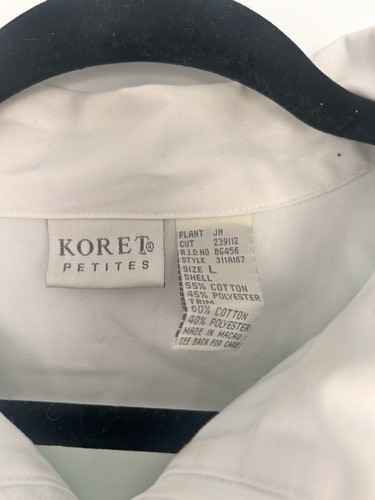 KORET®
PETITES
PLANT JH
CUT 239112
R.I.D.NO BG456
STYLE 311A167
SIZE L
SHELL
55% COTTON
45% POLYESTER
TRIM
60% COTTON
40% POLYESTER
MADE IN MACAU
SEE BACK FOR CARE